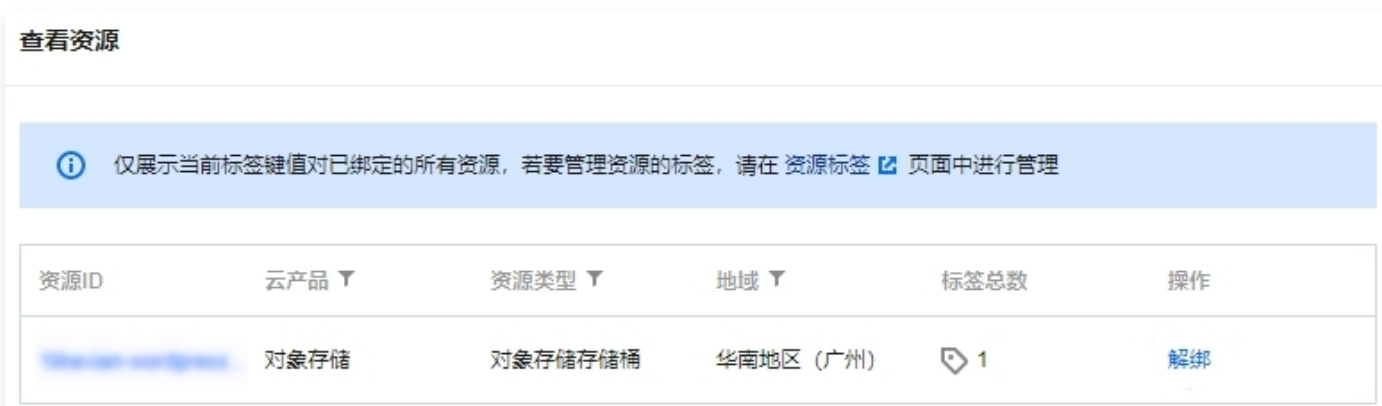 查看资源
仅展示当前标签键值对已绑定的所有资源，若要管理资源的标签，请在 资源标签 页面中进行管理
资源ID 云产品 资源类型 地域 标签总数 操作
对象存储 对象存储存储桶 华南地区（广州） 1 解绑